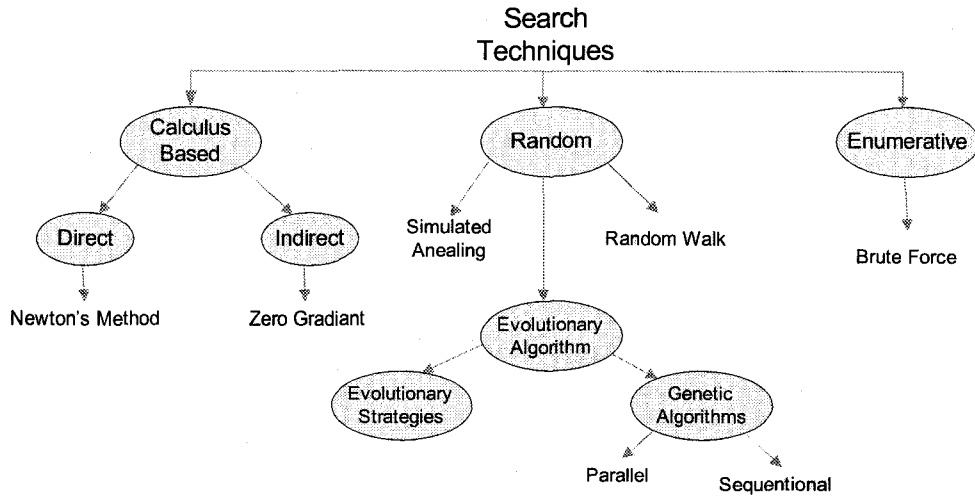 Search
Techniques
Calculus
Based
Random
Enumerative
Direct
Indirect
Simulated
Anealing
Random Walk
Brute Force
Newton's Method
Zero Gradiant
Evolutionary
Algorithm
Evolutionary
Strategies
Genetic
Algorithms
Parallel
Sequentional